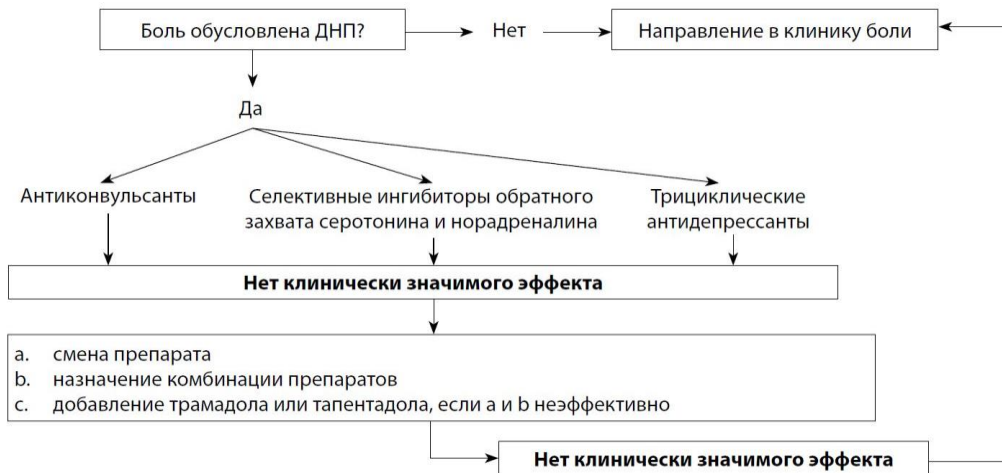 Боль обусловлена ДНП?
Нет
Направление в клинику боли
Да
Антиконвульсанты
Селективные ингибиторы обратного
захвата серотонина и норадреналина
Трициклические
антидепрессанты
Нет клинически значимого эффекта
a. смена препарата
b. назначение комбинации препаратов
c. добавление трамадола или тапентадола, если a и b неэффективно
Нет клинически значимого эффекта